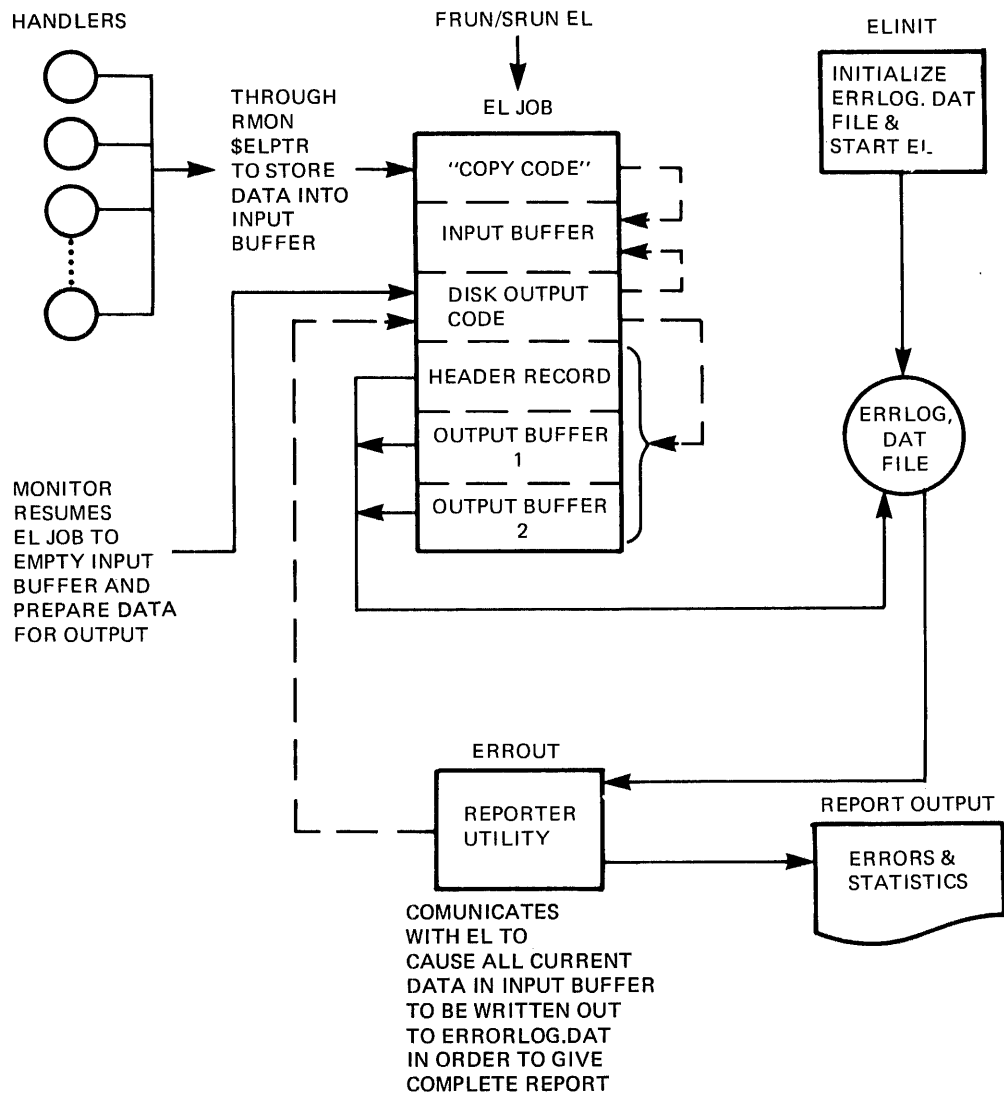 HANDLERS
FRUN/SRUN EL
ELINIT
INITIALIZE
ERRLOG. DAT
FILE &
START EL
THROUGH
RMON
$ELPTR
TO STORE
DATA INTO
INPUT
BUFFER
EL JOB
"COPY CODE"
INPUT BUFFER
DISK OUTPUT
CODE
HEADER RECORD
OUTPUT BUFFER
1
OUTPUT BUFFER
2
ERRLOG,
DAT
FILE
MONITOR
RESUMES
EL JOB TO
EMPTY INPUT
BUFFER AND
PREPARE DATA
FOR OUTPUT
ERROUT
REPORTER
UTILITY
REPORT OUTPUT
ERRORS &
STATISTICS
COMUNICATES
WITH EL TO
CAUSE ALL CURRENT
DATA IN INPUT BUFFER
TO BE WRITTEN OUT
TO ERRORLOG.DAT
IN ORDER TO GIVE
COMPLETE REPORT